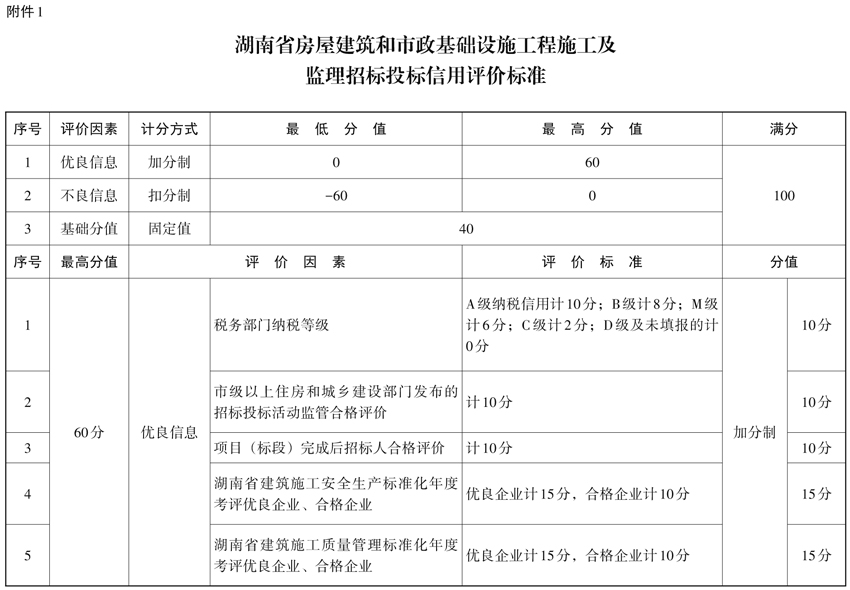 附件1
湖南省房屋建筑和市政基础设施工程施工及
监理招标投标信用评价标准
序号 评价因素 计分方式 最低分值 最高分值 满分
1 优良信息 加分制 0 60
2 不良信息 扣分制 -60 0 100
3 基础分值 固定值 40
序号 最高分值 评价因素 评价标准 分值
1 税务部门纳税等级 A级纳税信用计10分；B级计8分；M级
计6分；C级计2分；D级及未填报的计
0分 10分
2 市级以上住房和城乡建设部门发布的
招标投标活动监管合格评价 计10分 10分
60分 优良信息 加分制
3 项目（标段）完成后招标人合格评价 计10分 10分
4 湖南省建筑施工安全生产标准化年度
考评优良企业、合格企业 优良企业计15分，合格企业计10分 15分
5 湖南省建筑施工质量管理标准化年度
考评优良企业、合格企业 优良企业计15分，合格企业计10分 15分